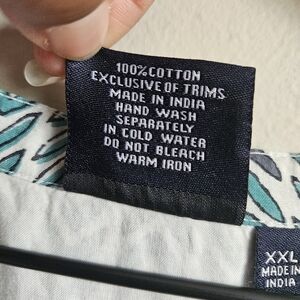 100% COTTON
EXCLUSIVE OF TRIMS
MADE IN INDIA
HAND WASH
SEPARATELY
IN COLD WATER
DO NOT BLEACH
WARM IRON
XXL
MADE IN
INDIA